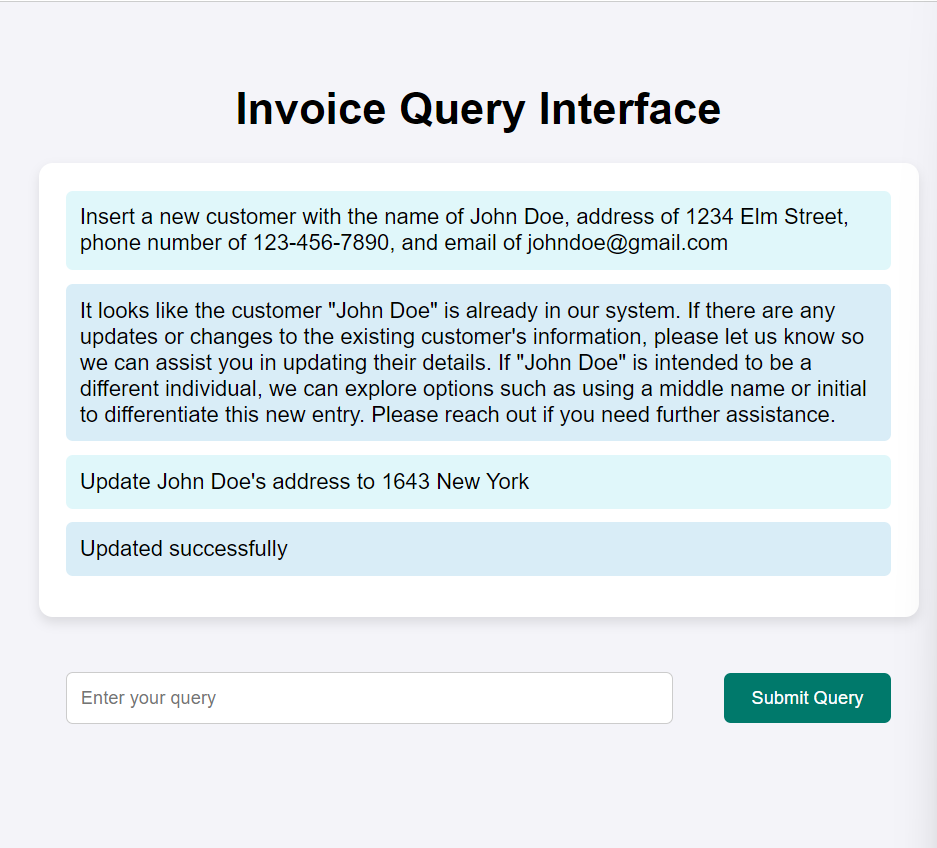 Invoice Query Interface
Insert a new customer with the name of John Doe, address of 1234 Elm Street,
phone number of 123-456-7890, and email of johndoe@gmail.com
It looks like the customer "John Doe" is already in our system. If there are any
updates or changes to the existing customer's information, please let us know so
we can assist you in updating their details. If "John Doe" is intended to be a
different individual, we can explore options such as using a middle name or initial
to differentiate this new entry. Please reach out if you need further assistance.
Update John Doe's address to 1643 New York
Updated successfully
Enter your query
Submit Query